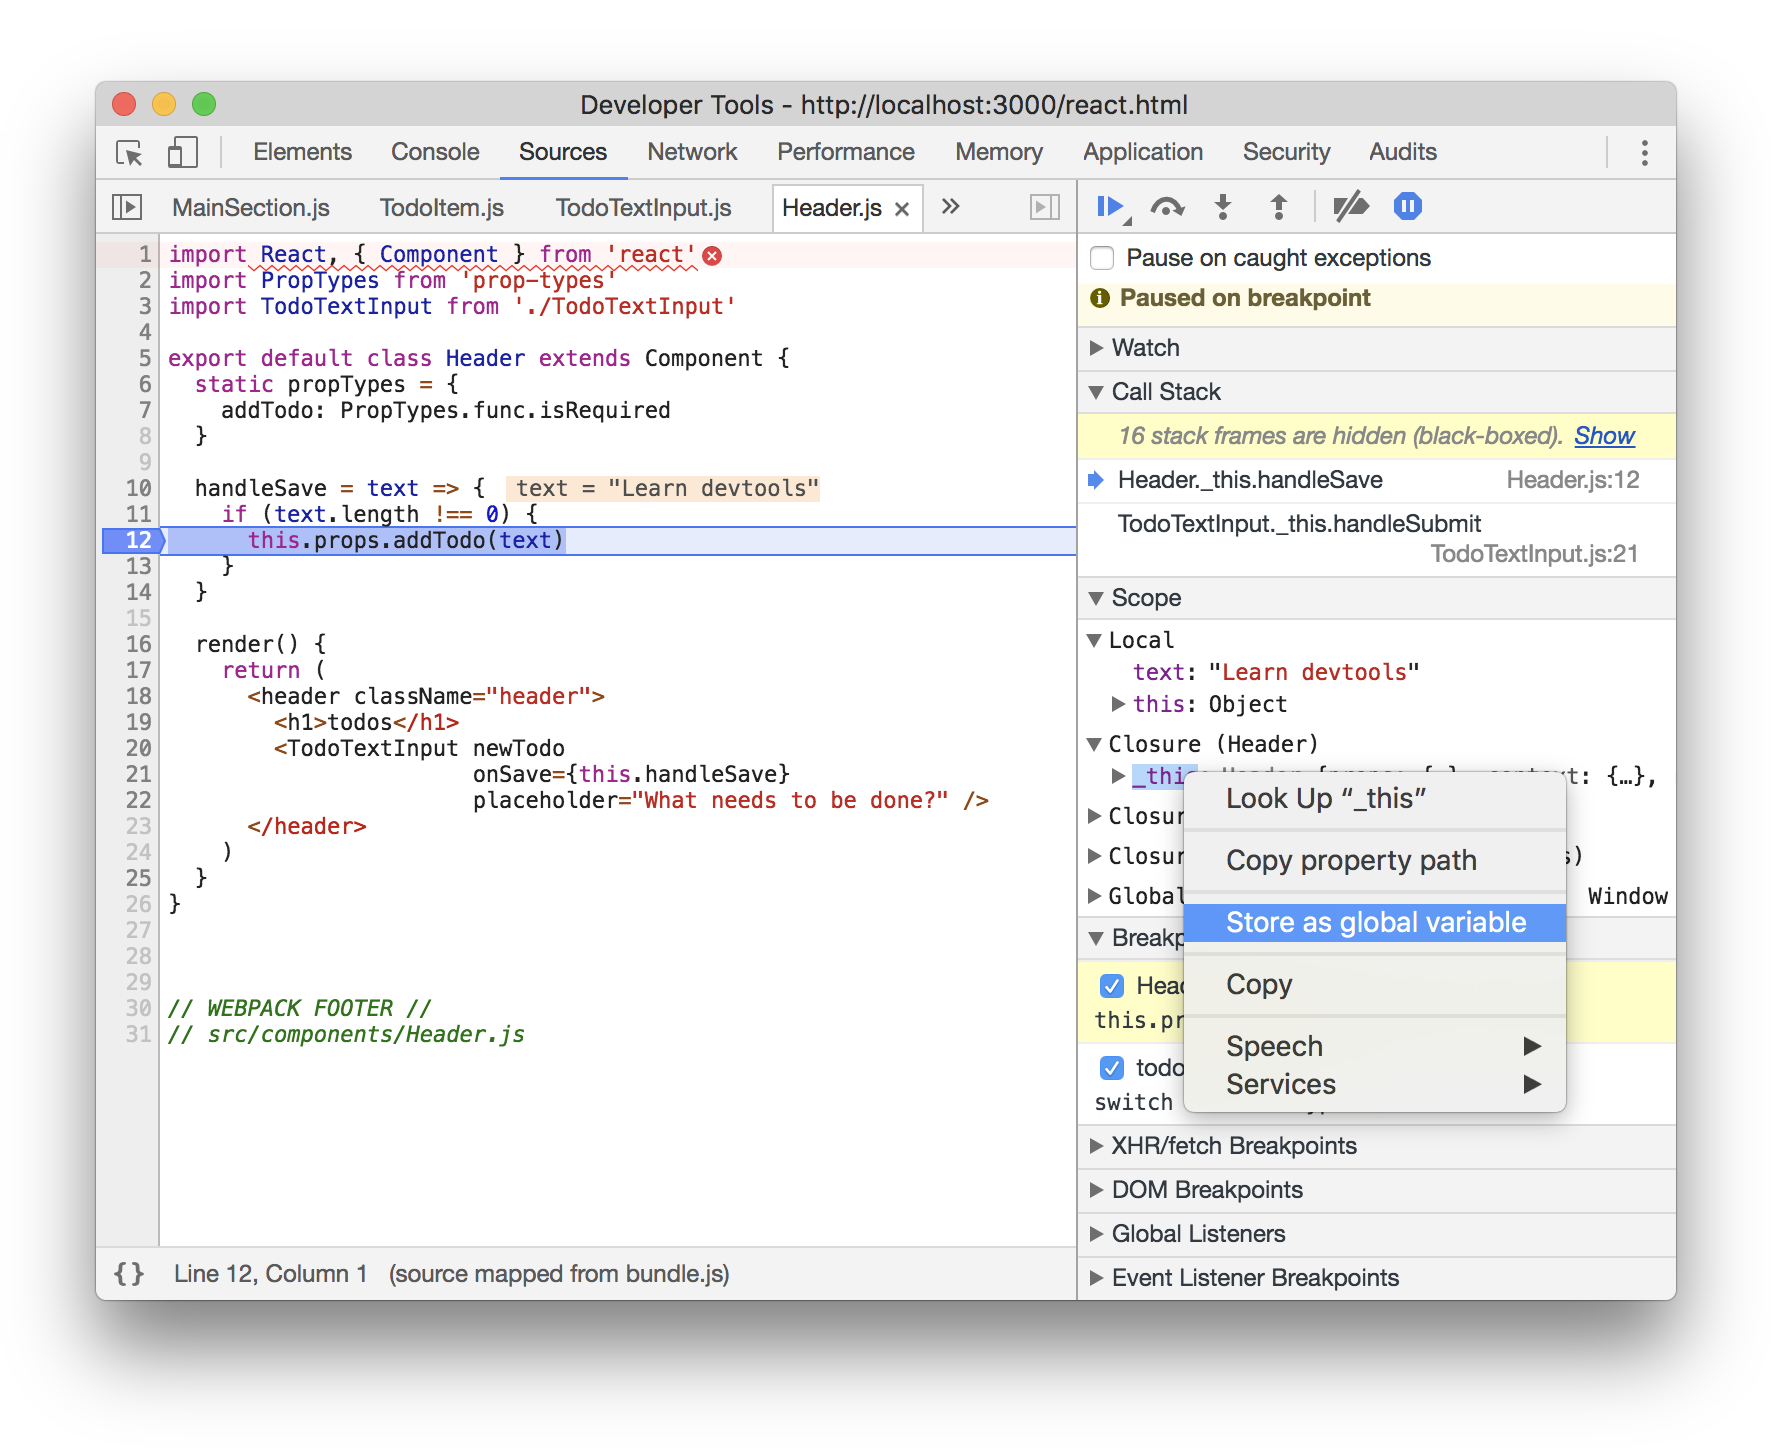 Developer Tools - http://localhost:3000/react.html
Elements Console Sources Network Performance Memory Application Security Audits
MainSection.js TodoItem.js TodoTextInput.js Header.js × »
1 import React, { Component } from 'react'
2 import PropTypes from 'prop-types'
3 import TodoTextInput from './TodoTextInput'
4
5 export default class Header extends Component {
6 static propTypes = {
7 addTodo: PropTypes.func.isRequired
8 }
9
10 handleSave = text => { text = "Learn devtools"
11 if (text.length !== 0) {
12 this.props.addTodo(text)
13 }
14 }
15
16 render() {
17 return (
18 <header className="header">
19 <h1>todos</h1>
20 <TodoTextInput newTodo
21 onSave={this.handleSave}
22 placeholder="What needs to be done?" />
23 </header>
24 )
25 }
26 }
27
28
29
30 // WEBPACK FOOTER //
31 // src/components/Header.js
{} Line 12, Column 1 (source mapped from bundle.js)
Pause on caught exceptions
Paused on breakpoint
Watch
Call Stack
16 stack frames are hidden (black-boxed). Show
Header._this.handleSave Header.js:12
TodoTextInput._this.handleSubmit
TodoTextInput.js:21
Scope
Local
text: "Learn devtools"
this: Object
Closure (Header)
_this: {…},
Global Window
switch
XHR/fetch Breakpoints
DOM Breakpoints
Global Listeners
Event Listener Breakpoints
Look Up “_this”
Copy property path
Store as global variable
Copy
Speech
Services